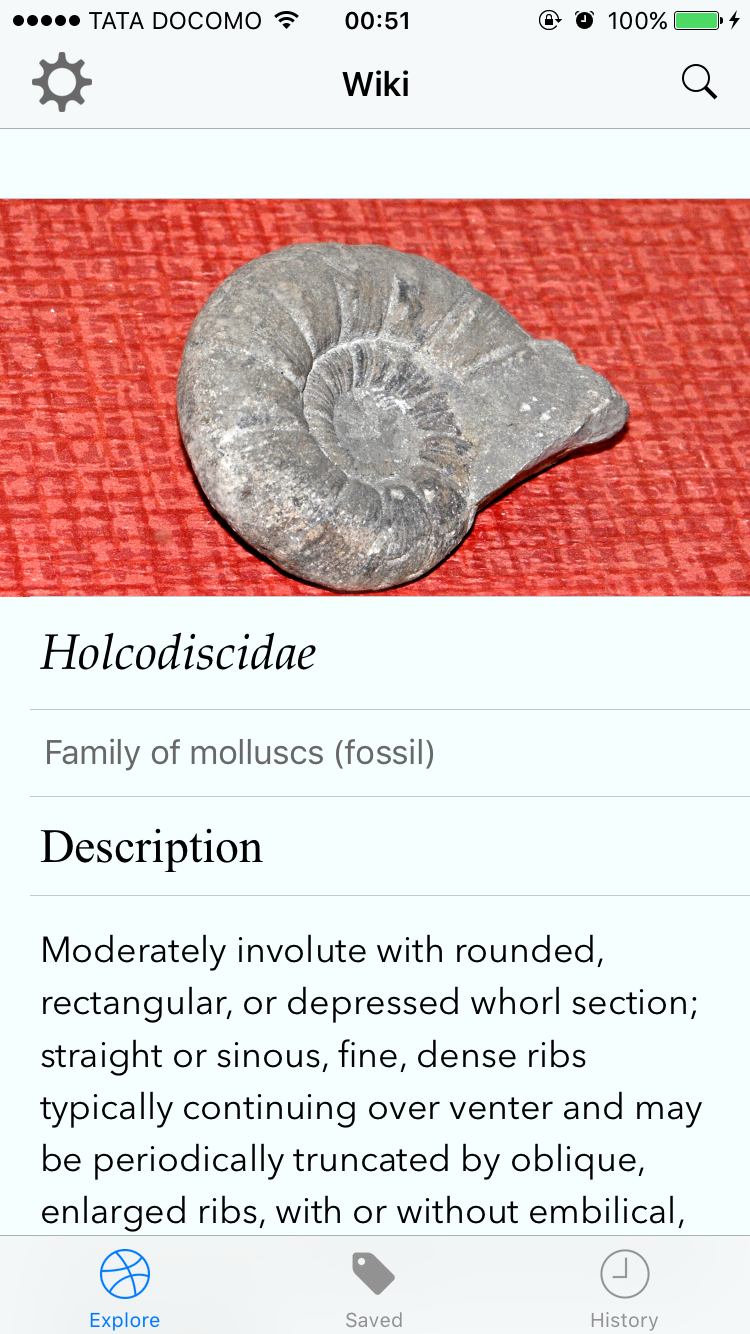 TATA DOCOMO 00:51 100%
Wiki
Holcodiscidae
Family of molluscs (fossil)
Description
Moderately involute with rounded,
rectangular, or depressed whorl section;
straight or sinous, fine, dense ribs
typically continuing over venter and may
be periodically truncated by oblique,
enlarged ribs, with or without embilical,
Explore Saved History